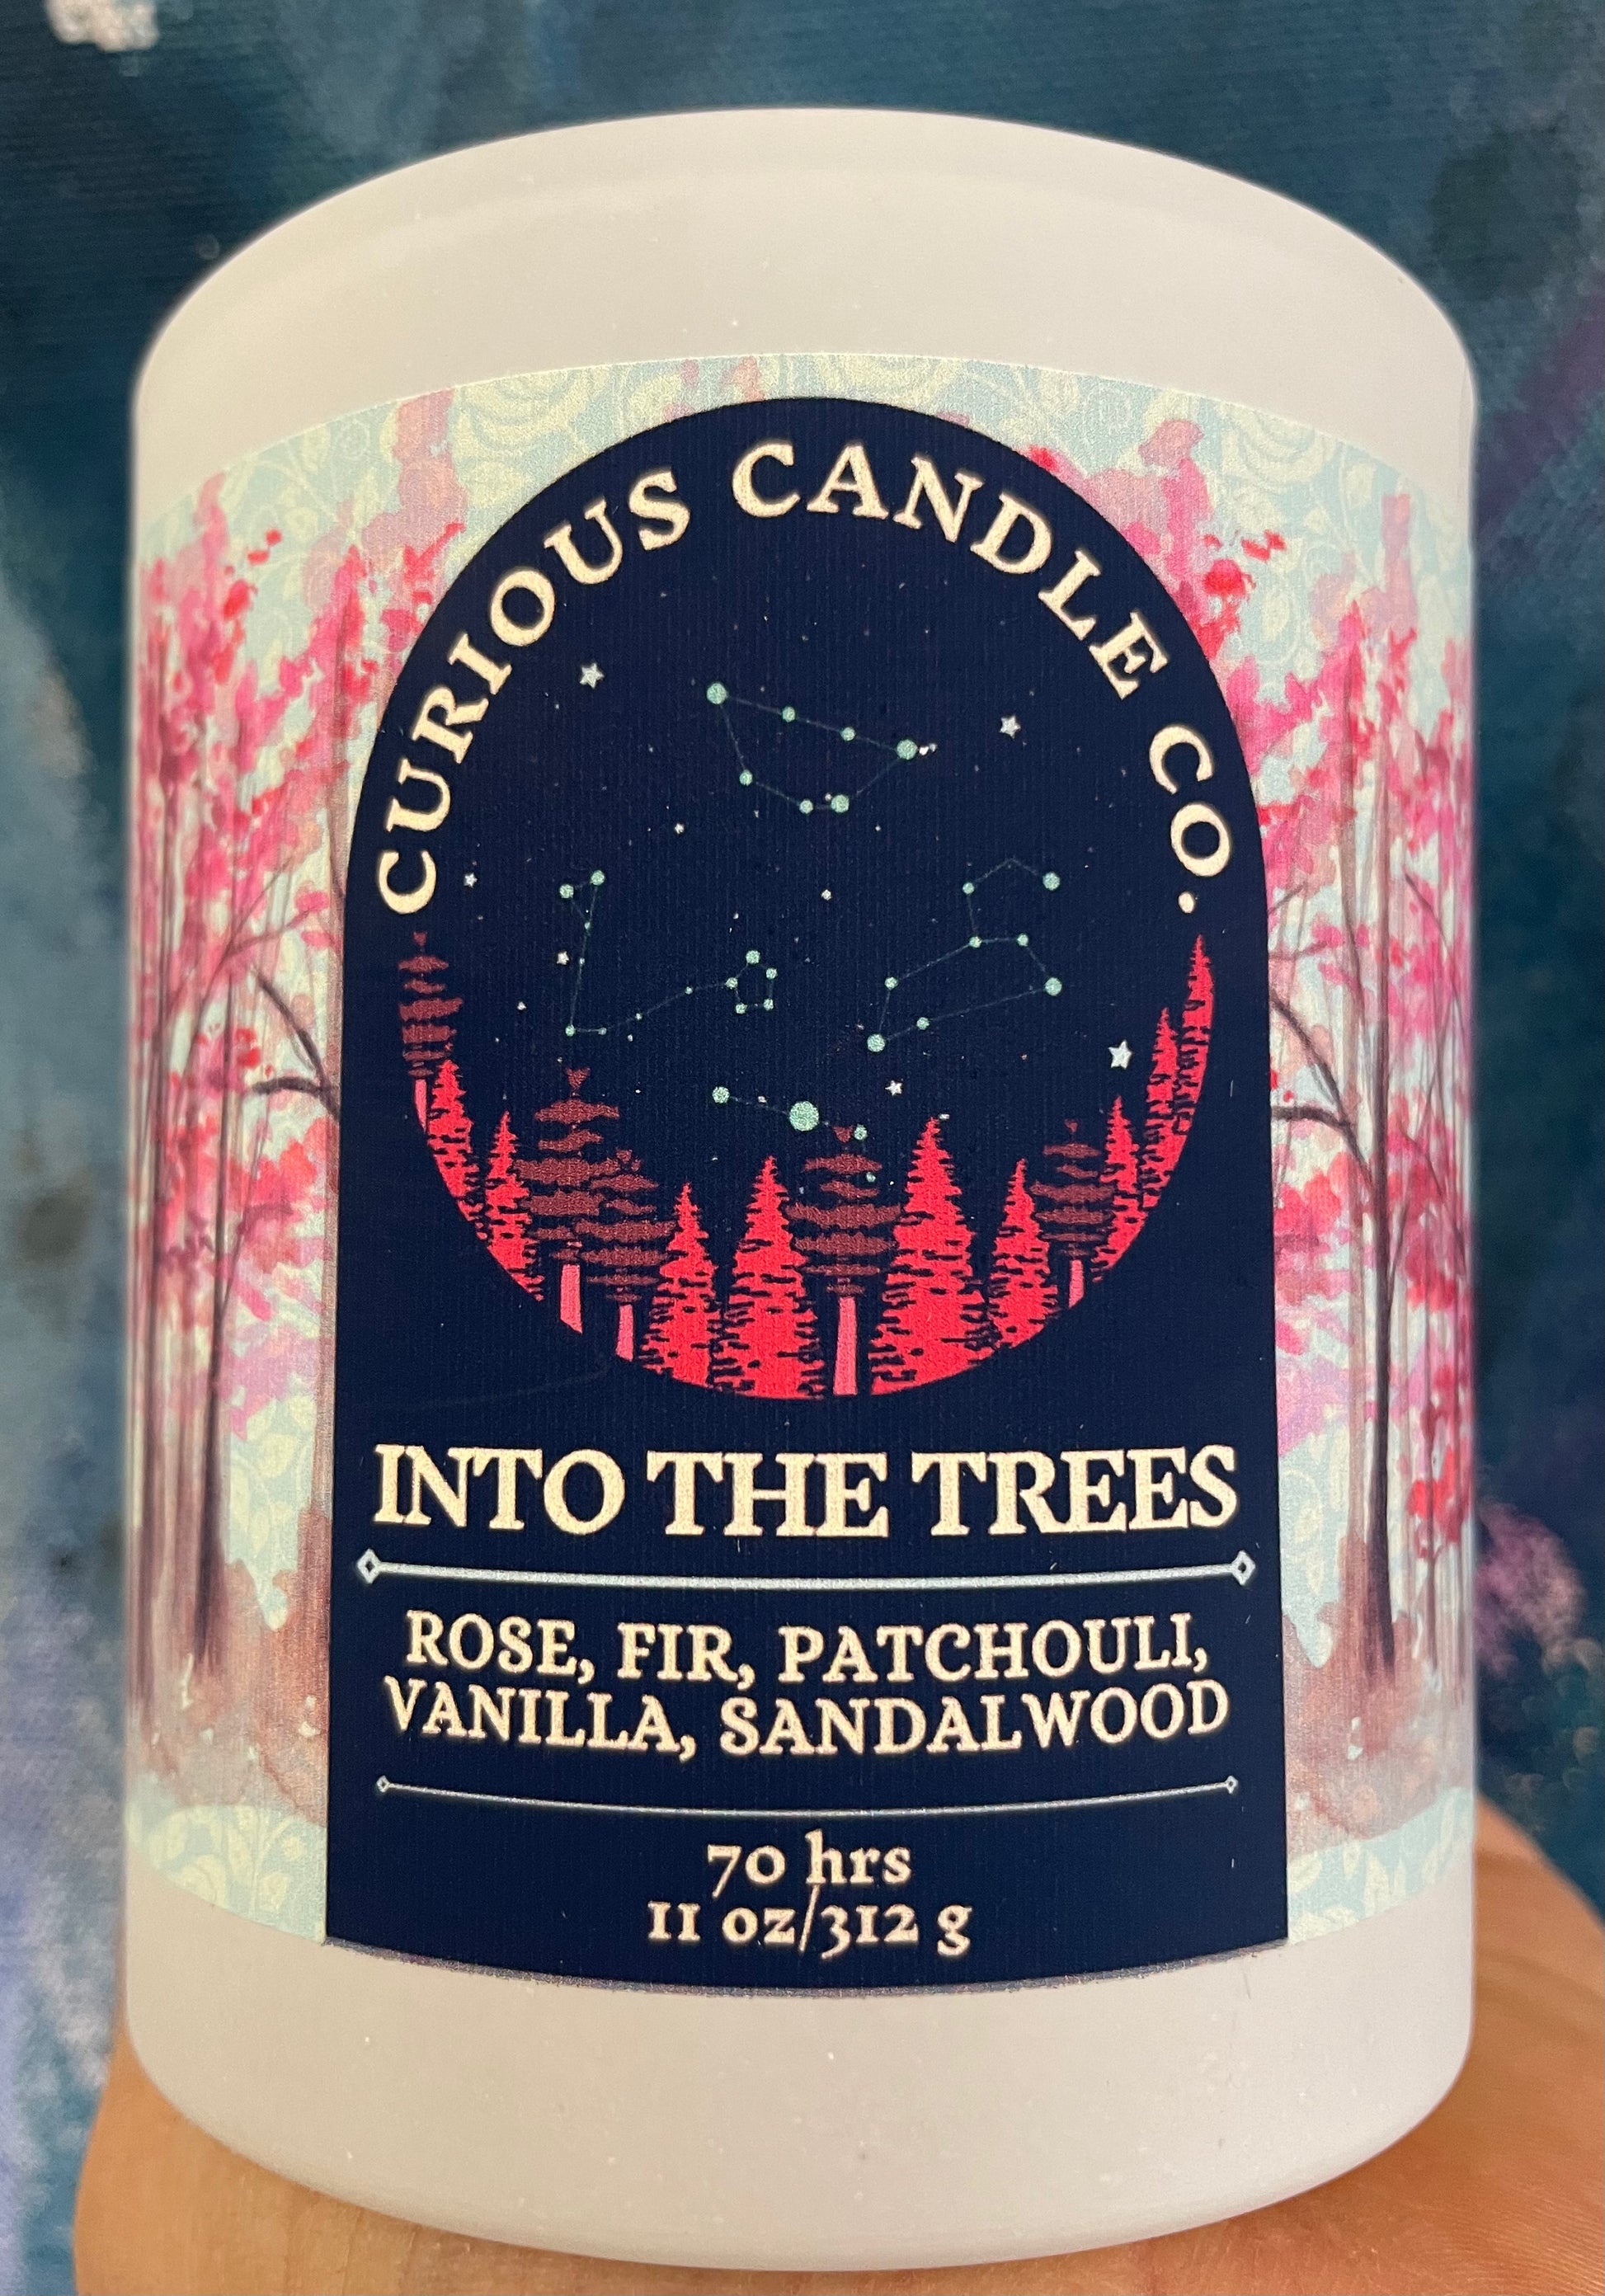 CURIOUS CANDLE CO.
INTO THE TREES
ROSE, FIR, PATCHOULI,
VANILLA, SANDALWOOD
70 hrs
11 oz/312 g